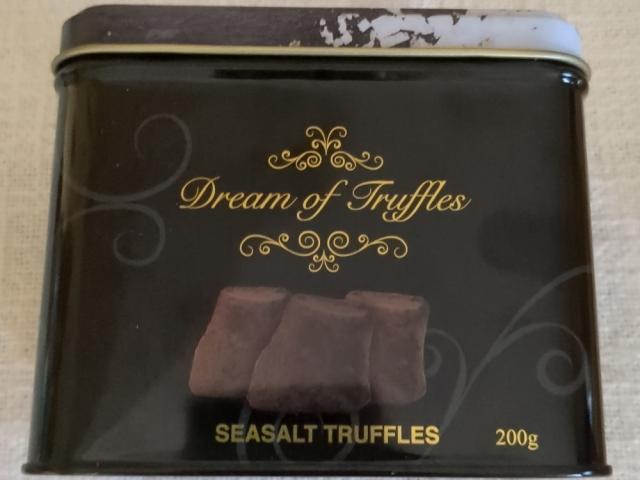 Dream of Truffles
SEASALT TRUFFLES
200g